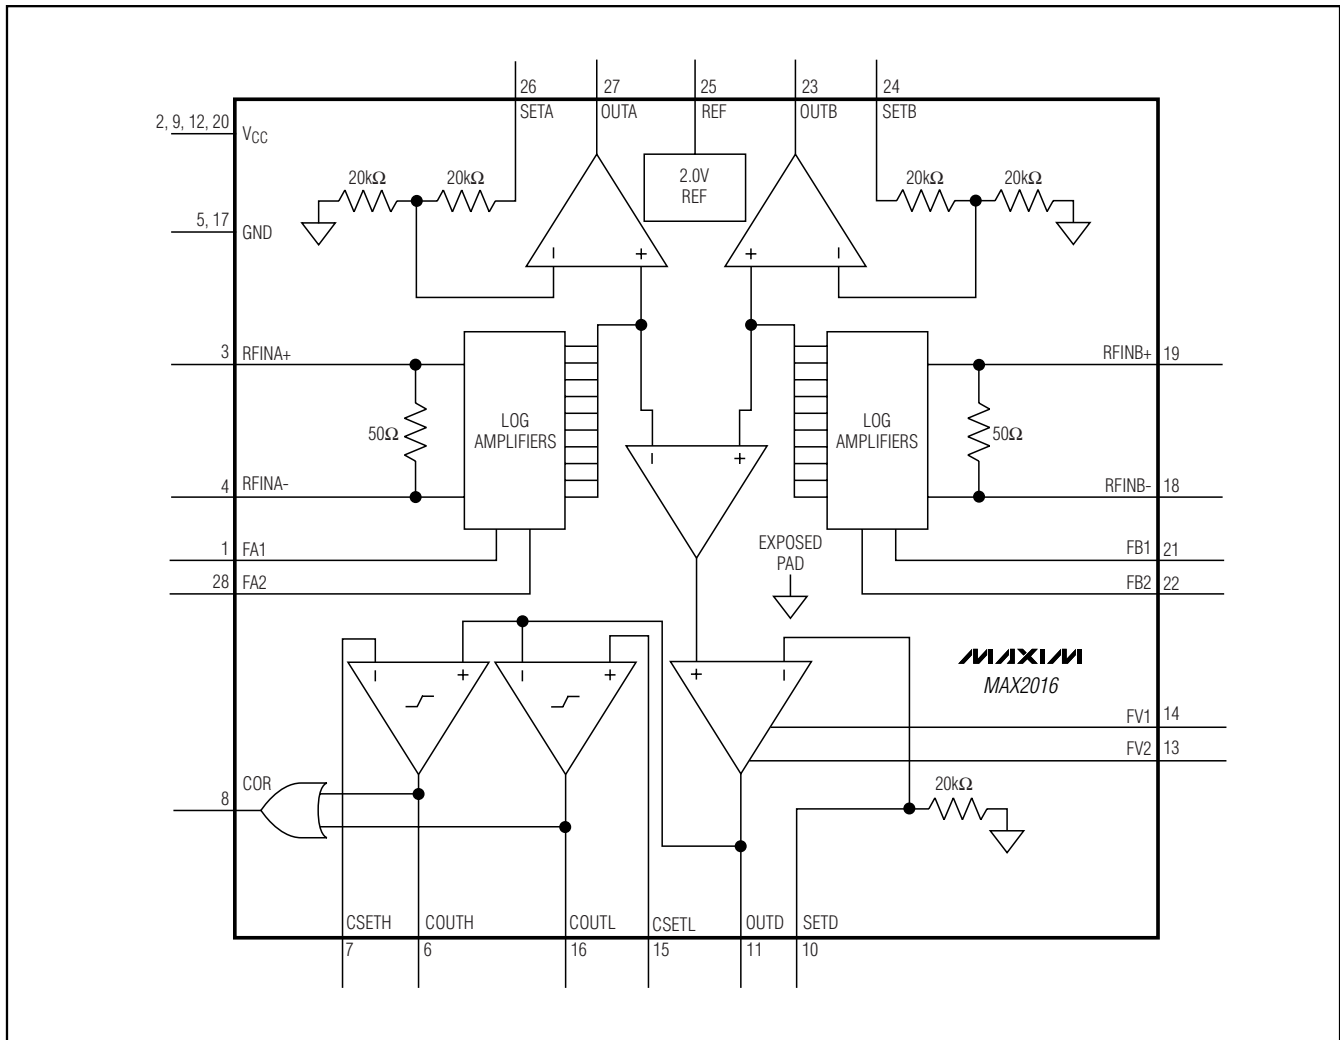 26 27 25 23 24
SETA OUTA REF OUTB SETB
2, 9, 12, 20 VCC
20kΩ 20kΩ
2.0V
REF
20kΩ 20kΩ
5, 17 GND
− + + −
3 RFINA+
RFINB+ 19
50Ω
LOG
AMPLIFIERS
− +
LOG
AMPLIFIERS
50Ω
4 RFINA-
RFINB- 18
1 FA1
EXPOSED
PAD
FB1 21
28 FA2
FB2 22
− + − + + −
MAXIM
MAX2016
FV1 14
FV2 13
8 COR
20kΩ
CSETH COUTH COUTL CSETL OUTD SETD
7 6 16 15 11 10